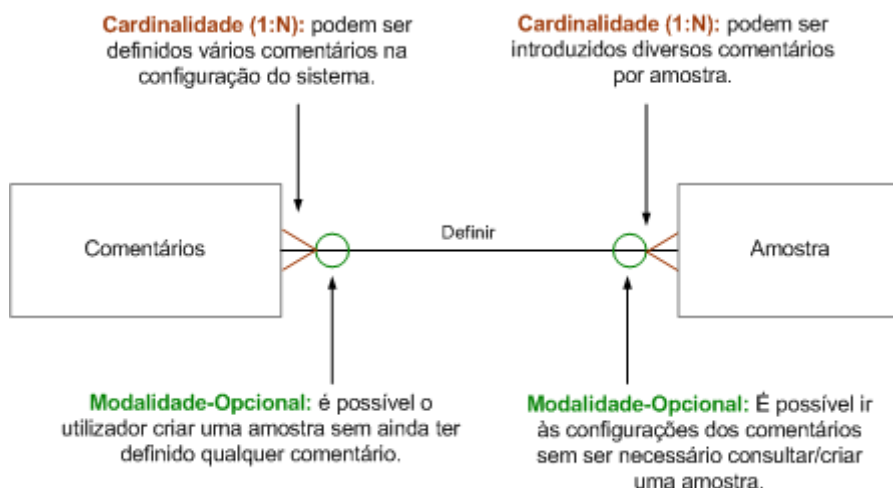 Cardinalidade (1:N): podem ser
definidos vários comentários na
configuração do sistema.
Cardinalidade (1:N): podem ser
introduzidos diversos comentários
por amostra.
Comentários
Definir
Amostra
Modalidade-Opcional: é possível o
utilizador criar uma amostra sem ainda ter
definido qualquer comentário.
Modalidade-Opcional: É possível ir
às configurações dos comentários
sem ser necessário consultar/criar
uma amostra.